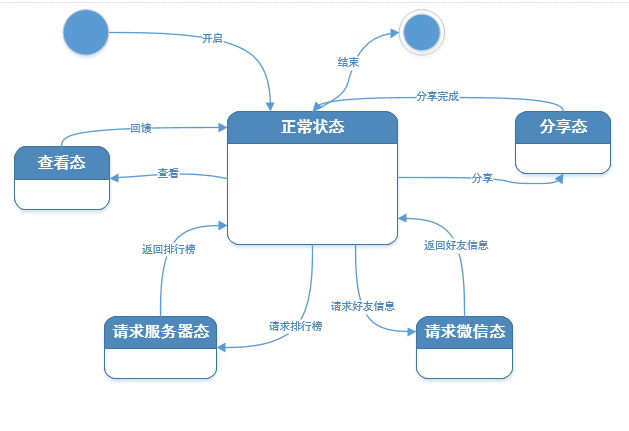 开启
结束
分享完成
正常状态
分享态
回馈
查看态
查看
分享
返回排行榜
返回好友信息
请求好友信息
请求排行榜
请求服务器态
请求微信态